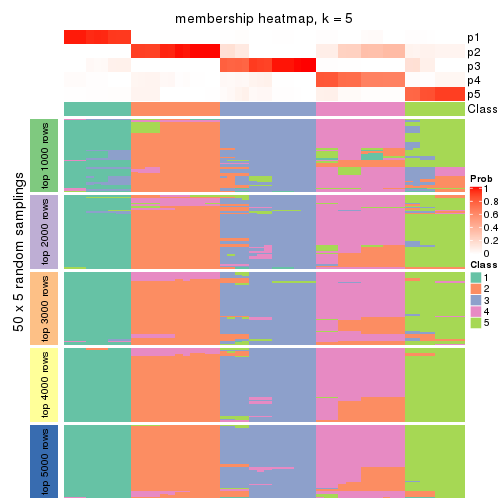 membership heatmap, k = 5
p1
p2
p3
p4
p5
Class
50 x 5 random samplings
top 1000 rows
top 2000 rows
top 3000 rows
top 4000 rows
top 5000 rows
Prob
1
0.8
0.6
0.4
0.2
0
Class
1
2
3
4
5